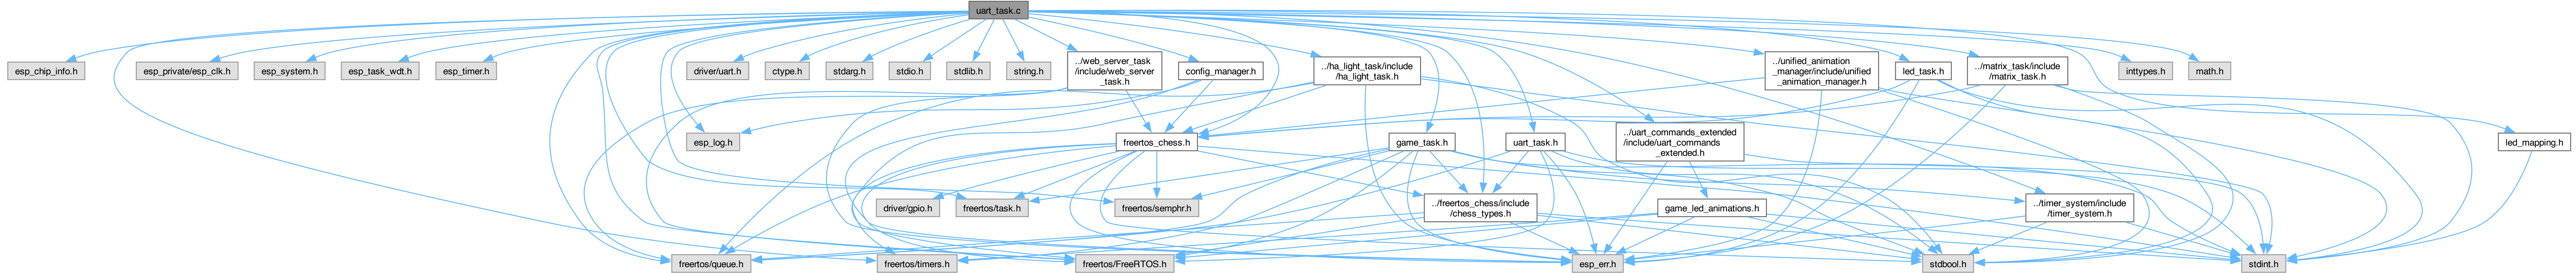 uart_task.c
esp_chip_info.h
esp_private/esp_clk.h
esp_system.h
esp_task_wdt.h
esp_timer.h
driver/uart.h
ctype.h
stdarg.h
stdio.h
stdlib.h
string.h
../web_server_task
/include/web_server
_task.h
config_manager.h
../ha_light_task/include
/ha_light_task.h
../unified_animation
_manager/include/unified
_animation_manager.h
led_task.h
../matrix_task/include
/matrix_task.h
inttypes.h
math.h
esp_log.h
freertos_chess.h
game_task.h
uart_task.h
../uart_commands_extended
/include/uart_commands
_extended.h
led_mapping.h
driver/gpio.h
freertos/task.h
freertos/semphr.h
../freertos_chess/include
/chess_types.h
game_led_animations.h
../timer_system/include
/timer_system.h
freertos/queue.h
freertos/timers.h
freertos/FreeRTOS.h
esp_err.h
stdbool.h
stdint.h